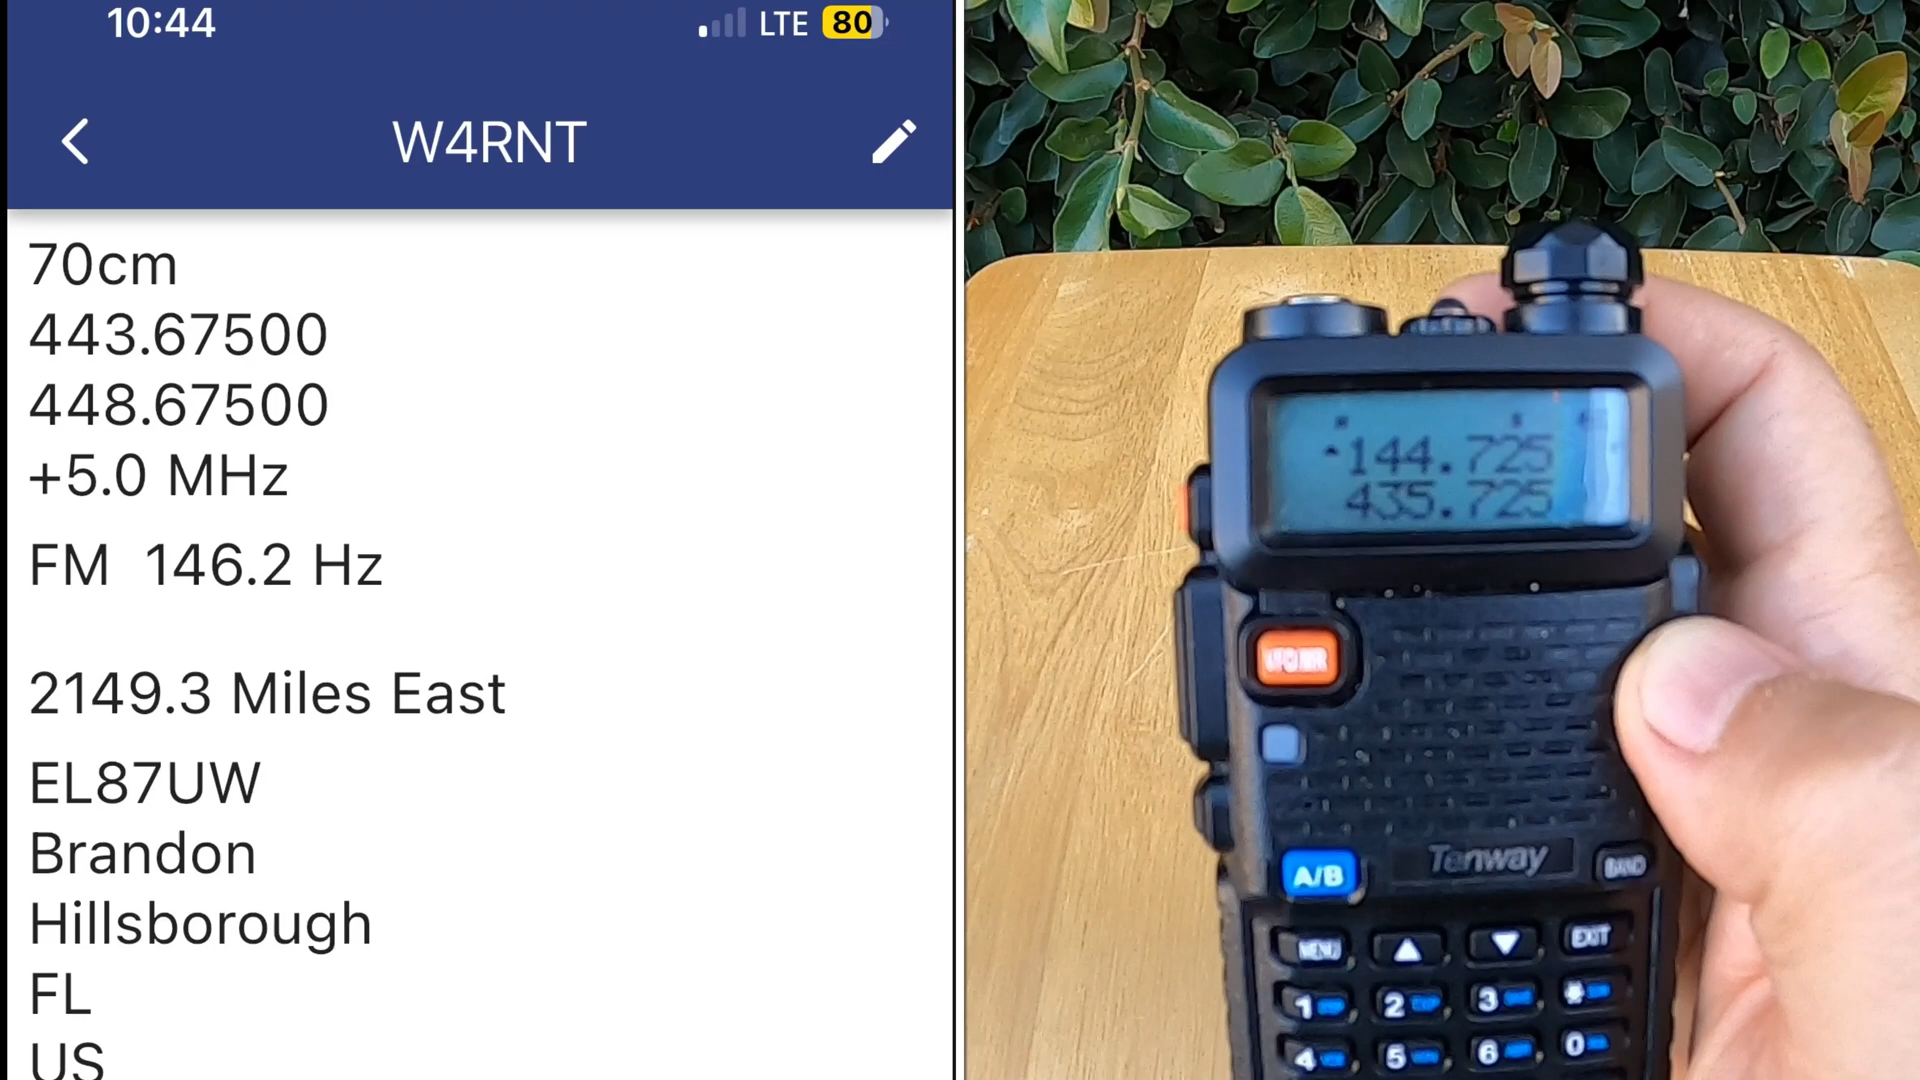 10:44 LTE 80
W4RNT
70cm
443.67500
448.67500
+5.0 MHz
FM 146.2 Hz
2149.3 Miles East
EL87UW
Brandon
Hillsborough
FL
US
144.725
435.725
VFO/MR
A/B Tenway BAND
MENU EXIT
1 2 3 *
4 5 6 0